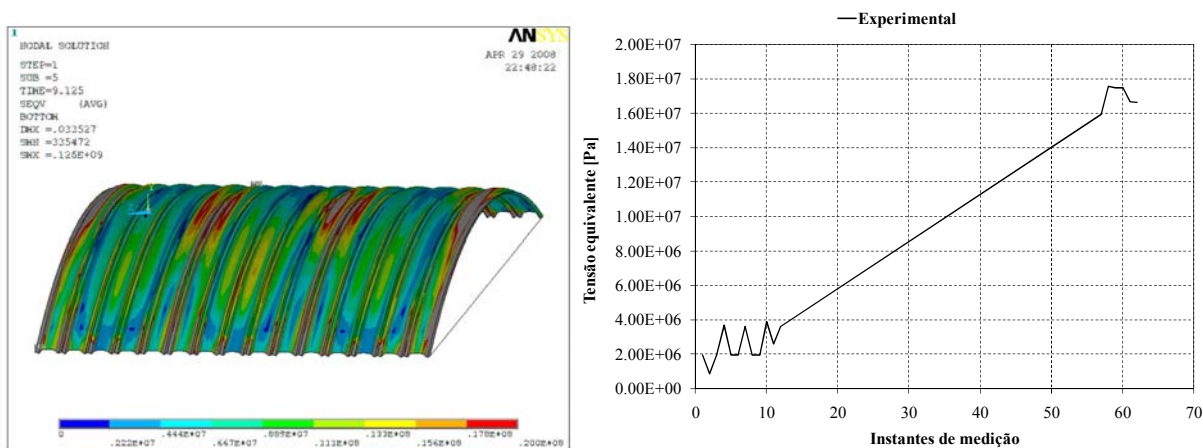 1
NODAL SOLUTION
STEP=1
SUB =5
TIME=9.125
SEQV (AVG)
BOTTOM
DMX =.033527
SMN =335472
SMX =.126E+09
ANSYS
APR 29 2008
22:48:22
0
.222E+07
.444E+07
.667E+07
.889E+07
.111E+08
.133E+08
.156E+08
.178E+08
.200E+08
Experimental
Tensão equivalente [Pa]
2.00E+07
1.80E+07
1.60E+07
1.40E+07
1.20E+07
1.00E+07
8.00E+06
6.00E+06
4.00E+06
2.00E+06
0.00E+00
0 10 20 30 40 50 60 70
Instantes de medição